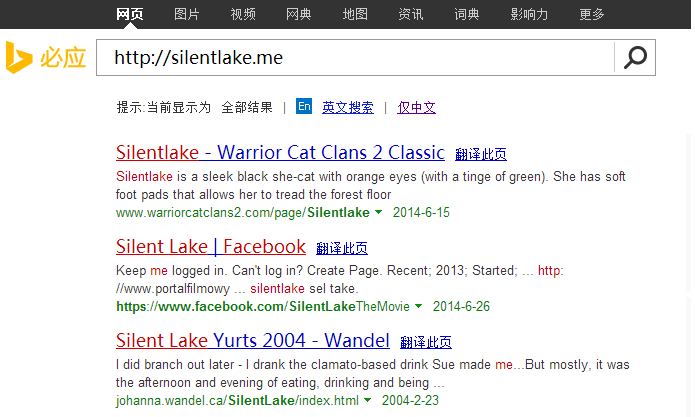 网页 图片 视频 网典 地图 资讯 词典 影响力 更多
必应 http://silentlake.me
提示:当前显示为 全部结果 | En 英文搜索 | 仅中文
Silentlake - Warrior Cat Clans 2 Classic 翻译此页
Silentlake is a sleek black she-cat with orange eyes (with a tinge of green). She has soft
foot pads that allows her to tread the forest floor
www.warriorcatclans2.com/page/Silentlake 2014-6-15
Silent Lake | Facebook 翻译此页
Keep me logged in. Can't log in? Create Page. Recent; 2013; Started; ... http:
//www.portalfilmowy ... silentlake sel take.
https://www.facebook.com/SilentLakeTheMovie 2014-6-26
Silent Lake Yurts 2004 - Wandel 翻译此页
I did branch out later - I drank the clamato-based drink Sue made me...But mostly, it was
the afternoon and evening of eating, drinking and being ...
johanna.wandel.ca/SilentLake/index.html 2004-2-23